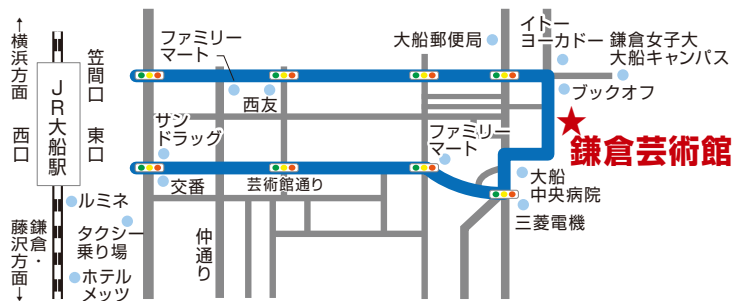 ↑横浜方面
西口
JR大船駅
笠間口
東口
鎌倉・
藤沢方面↓
ルミネ
タクシー
乗り場
ホテル
メッツ
ファミリー
マート
西友
サン
ドラッグ
交番
芸術館通り
仲通り
大船郵便局
イトー
ヨーカドー
鎌倉女子大
大船キャンパス
ブックオフ
ファミリー
マート
鎌倉芸術館
大船
中央病院
三菱電機